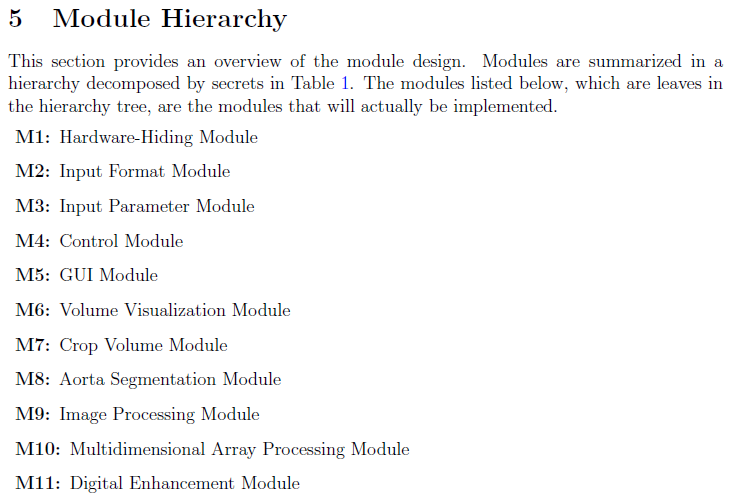 5 Module Hierarchy
This section provides an overview of the module design. Modules are summarized in a
hierarchy decomposed by secrets in Table 1. The modules listed below, which are leaves in
the hierarchy tree, are the modules that will actually be implemented.
M1: Hardware-Hiding Module
M2: Input Format Module
M3: Input Parameter Module
M4: Control Module
M5: GUI Module
M6: Volume Visualization Module
M7: Crop Volume Module
M8: Aorta Segmentation Module
M9: Image Processing Module
M10: Multidimensional Array Processing Module
M11: Digital Enhancement Module